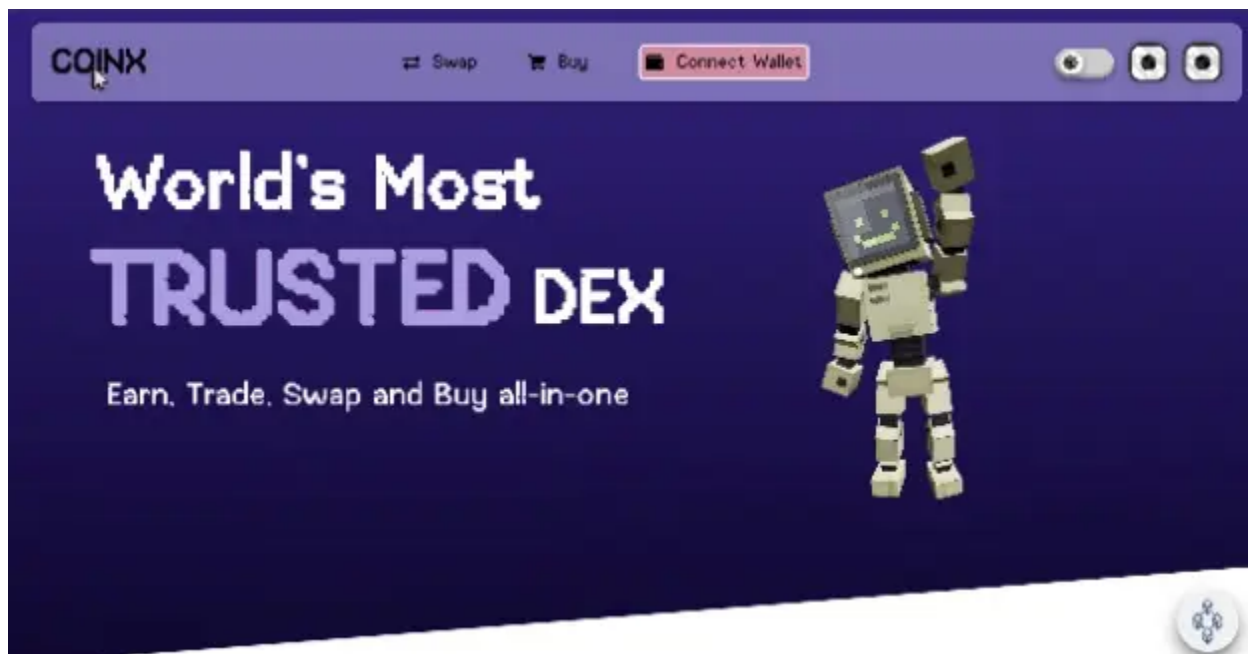 COINX
Swap
Buy
Connect Wallet
World's Most
TRUSTED DEX
Earn, Trade, Swap and Buy all-in-one